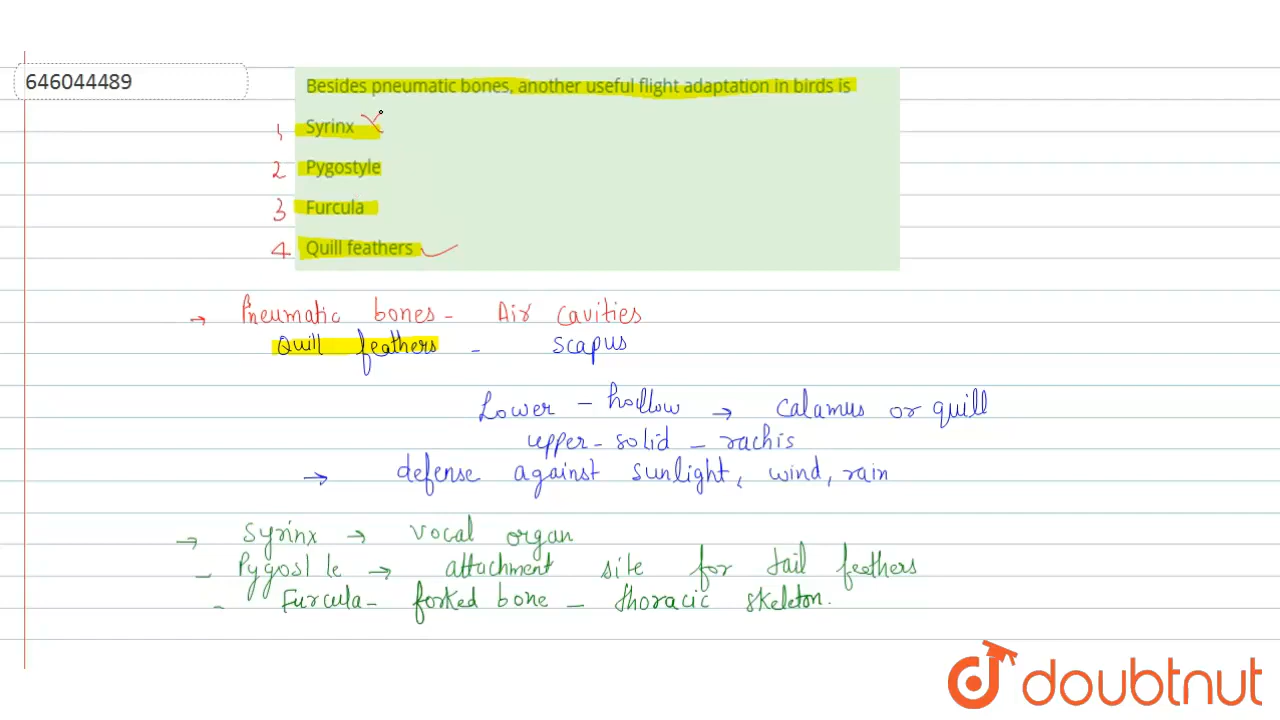 646044489
Besides pneumatic bones, another useful flight adaptation in birds is
1 Syrinx
2 Pygostyle
3 Furcula
4 Quill feathers
→ Pneumatic bones - Air cavities
Quill feathers - scapus
Lower - hollow → calamus or quill
upper - solid - rachis
→ defense against sunlight, wind, rain
→ Syrinx → vocal organ
- Pygostle → attachment site for tail feathers
- Furcula - forked bone - thoracic skeleton.
doubtnut